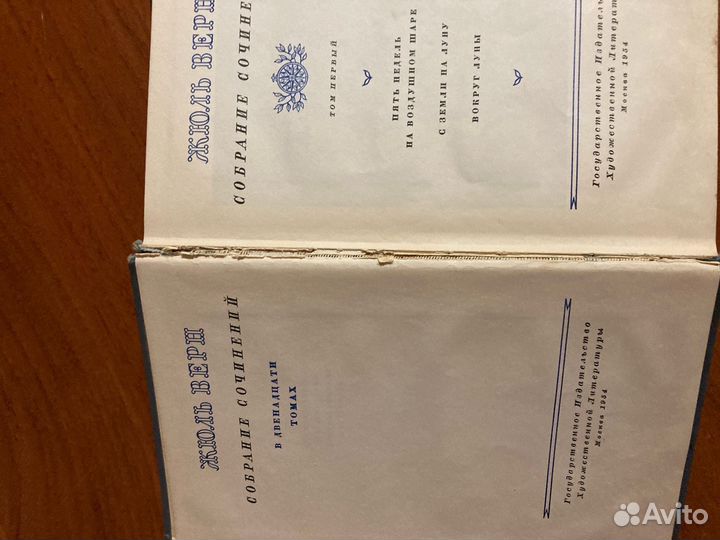 ЖЮЛЬ ВЕРН
СОБРАНИЕ СОЧИНЕНИЙ
В ДВЕНАДЦАТИ
ТОМАХ
Государственное Издательство
Художественной Литературы
Москва 1954
ЖЮЛЬ ВЕРН
СОБРАНИЕ СОЧИНЕ
ТОМ ПЕРВЫЙ
ПЯТЬ НЕДЕЛЬ
НА ВОЗДУШНОМ ШАРЕ
С ЗЕМЛИ НА ЛУНУ
ВОКРУГ ЛУНЫ
Государственное Издательс
Художественной Литерату
Москва 1954
Avito